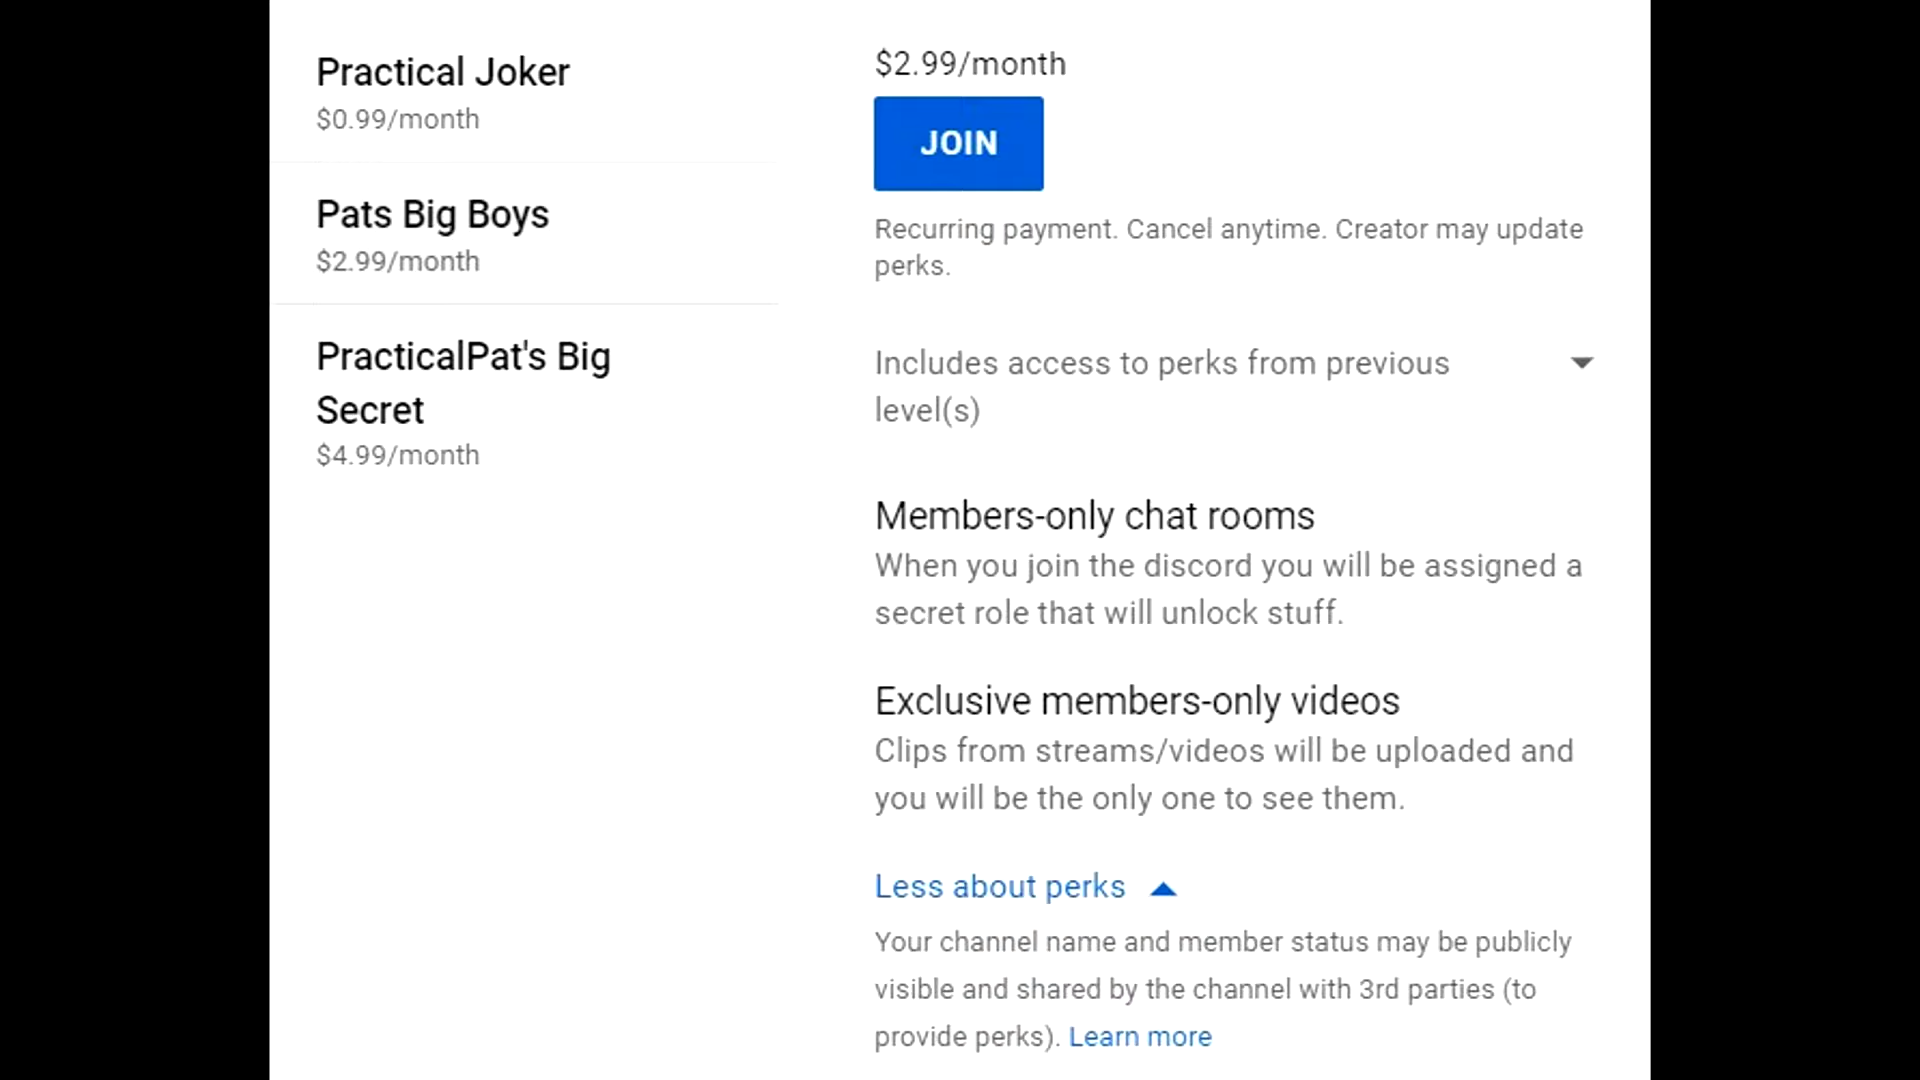 Practical Joker
$0.99/month
Pats Big Boys
$2.99/month
PracticalPat's Big
Secret
$4.99/month
$2.99/month
JOIN
Recurring payment. Cancel anytime. Creator may update
perks.
Includes access to perks from previous
level(s)
Members-only chat rooms
When you join the discord you will be assigned a
secret role that will unlock stuff.
Exclusive members-only videos
Clips from streams/videos will be uploaded and
you will be the only one to see them.
Less about perks
Your channel name and member status may be publicly
visible and shared by the channel with 3rd parties (to
provide perks). Learn more